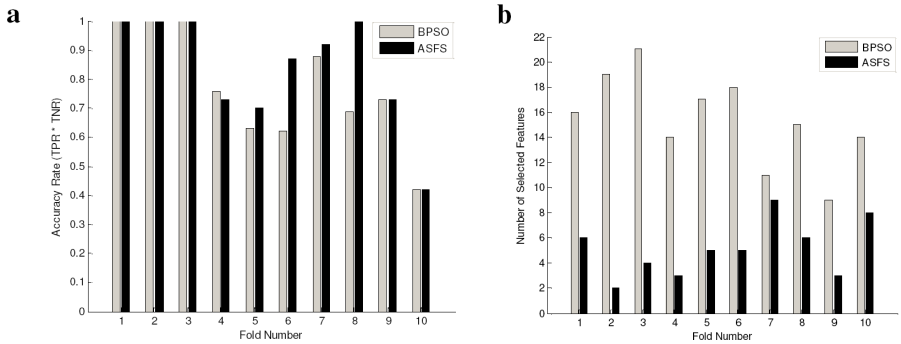 a
1
0.9
0.8
0.7
0.6
0.5
0.4
0.3
0.2
0.1
0
Accuracy Rate (TPR * TNR)
1 2 3 4 5 6 7 8 9 10
Fold Number
BPSO
ASFS
b
22
20
18
16
14
12
10
8
6
4
2
0
Number of Selected Features
1 2 3 4 5 6 7 8 9 10
Fold Number
BPSO
ASFS